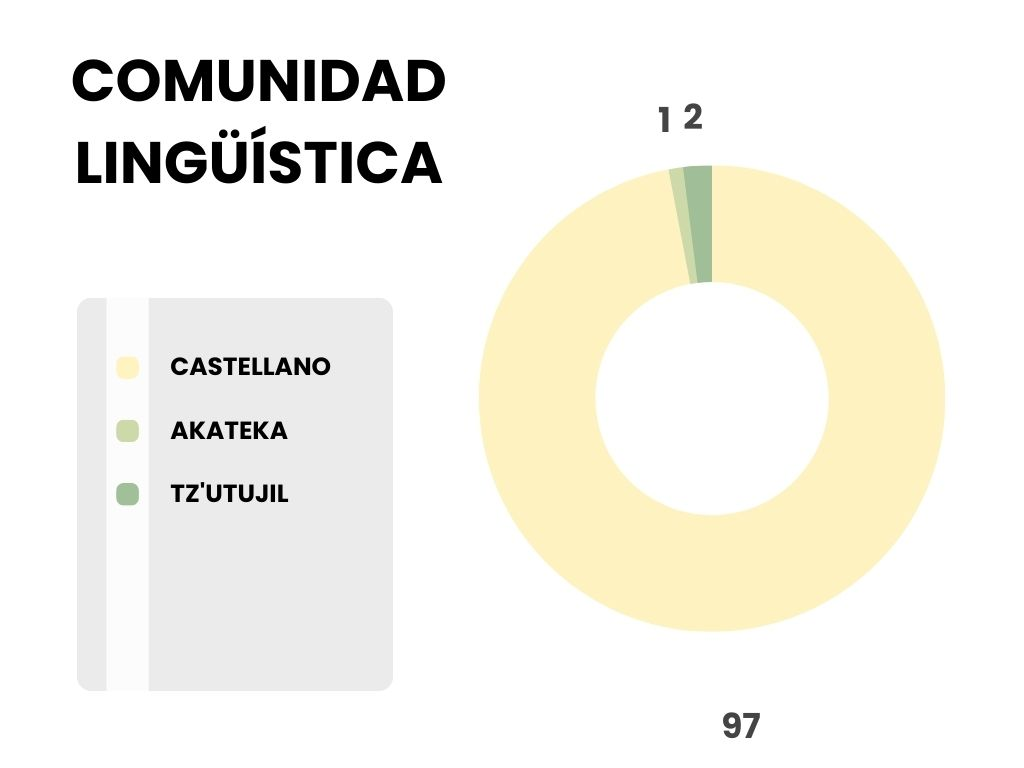 COMUNIDAD
LINGÜÍSTICA
1 2
CASTELLANO
AKATEKA
TZ'UTUJIL
97